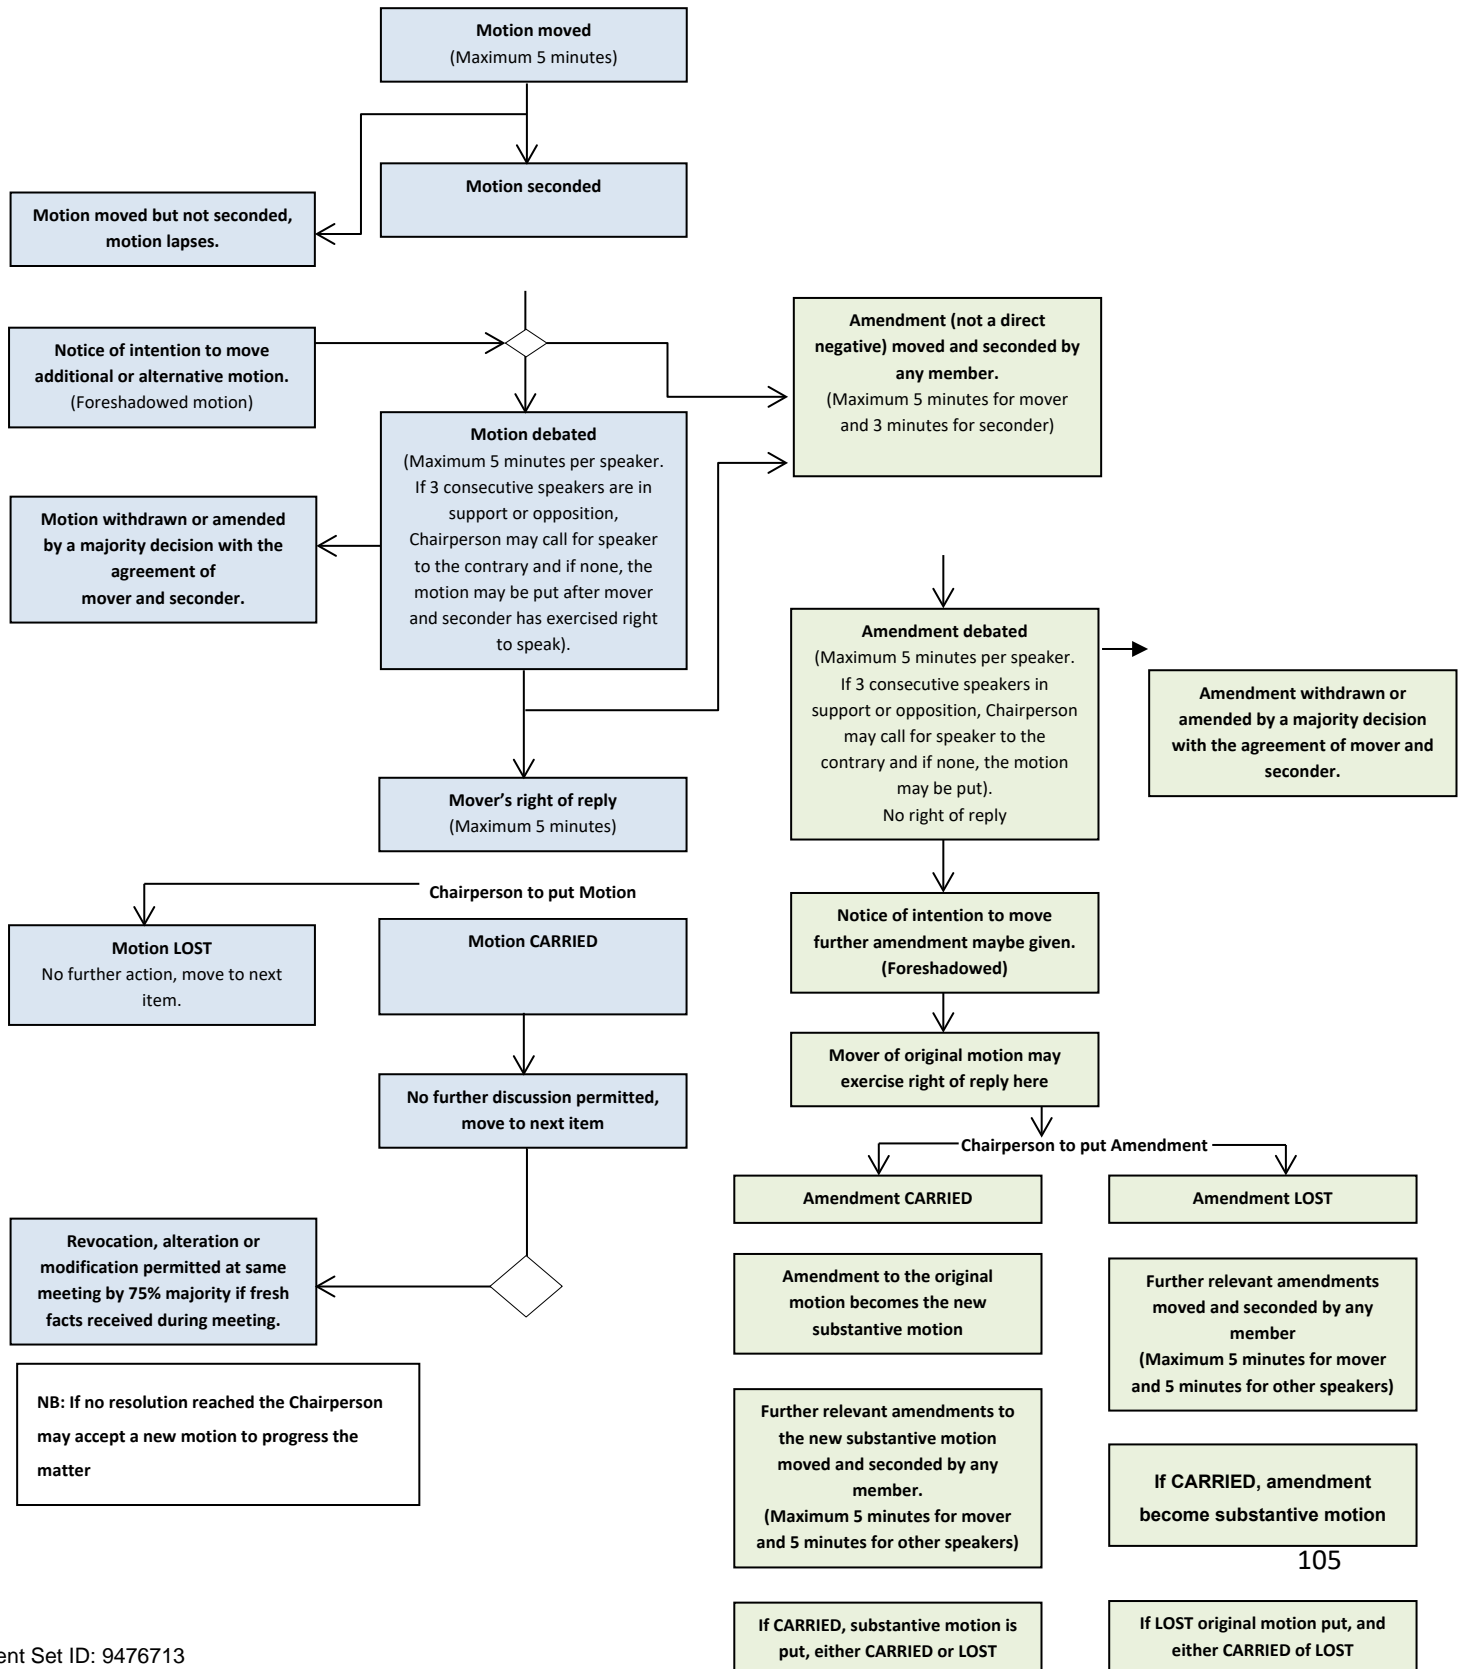 Motion moved
(Maximum 5 minutes)
Motion seconded
Motion moved but not seconded,
motion lapses.
Notice of intention to move
additional or alternative motion.
(Foreshadowed motion)
Motion debated
(Maximum 5 minutes per speaker.
If 3 consecutive speakers are in
support or opposition,
Chairperson may call for speaker
to the contrary and if none, the
motion may be put after mover
and seconder has exercised right
to speak).
Motion withdrawn or amended
by a majority decision with the
agreement of
mover and seconder.
Mover’s right of reply
(Maximum 5 minutes)
Chairperson to put Motion
Motion LOST
No further action, move to next
item.
Motion CARRIED
No further discussion permitted,
move to next item
Revocation, alteration or
modification permitted at same
meeting by 75% majority if fresh
facts received during meeting.
NB: If no resolution reached the Chairperson
may accept a new motion to progress the
matter
Amendment (not a direct
negative) moved and seconded by
any member.
(Maximum 5 minutes for mover
and 3 minutes for seconder)
Amendment debated
(Maximum 5 minutes per speaker.
If 3 consecutive speakers in
support or opposition, Chairperson
may call for speaker to the
contrary and if none, the motion
may be put).
No right of reply
Amendment withdrawn or
amended by a majority decision
with the agreement of mover and
seconder.
Notice of intention to move
further amendment maybe given.
(Foreshadowed)
Mover of original motion may
exercise right of reply here
Chairperson to put Amendment
Amendment CARRIED
Amendment to the original
motion becomes the new
substantive motion
Further relevant amendments to
the new substantive motion
moved and seconded by any
member.
(Maximum 5 minutes for mover
and 5 minutes for other speakers)
If CARRIED, substantive motion is
put, either CARRIED or LOST
Amendment LOST
Further relevant amendments
moved and seconded by any
member
(Maximum 5 minutes for mover
and 5 minutes for other speakers)
If CARRIED, amendment
become substantive motion
105
If LOST original motion put, and
either CARRIED of LOST
ent Set ID: 9476713